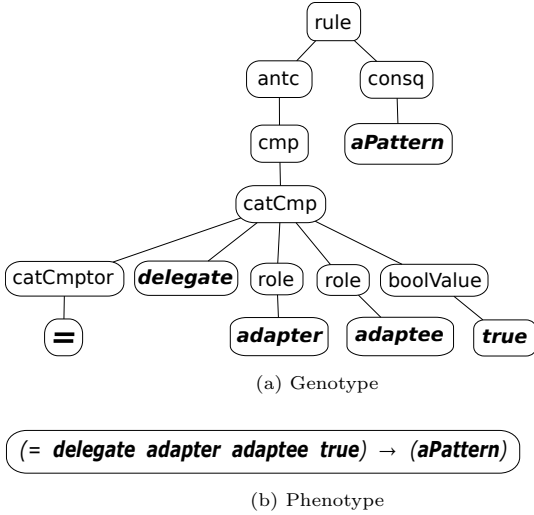 rule
antc consq
cmp aPattern
catCmp
catCmptor delegate role role boolValue
= adapter adaptee true
(a) Genotype
(= delegate adapter adaptee true) → (aPattern)
(b) Phenotype